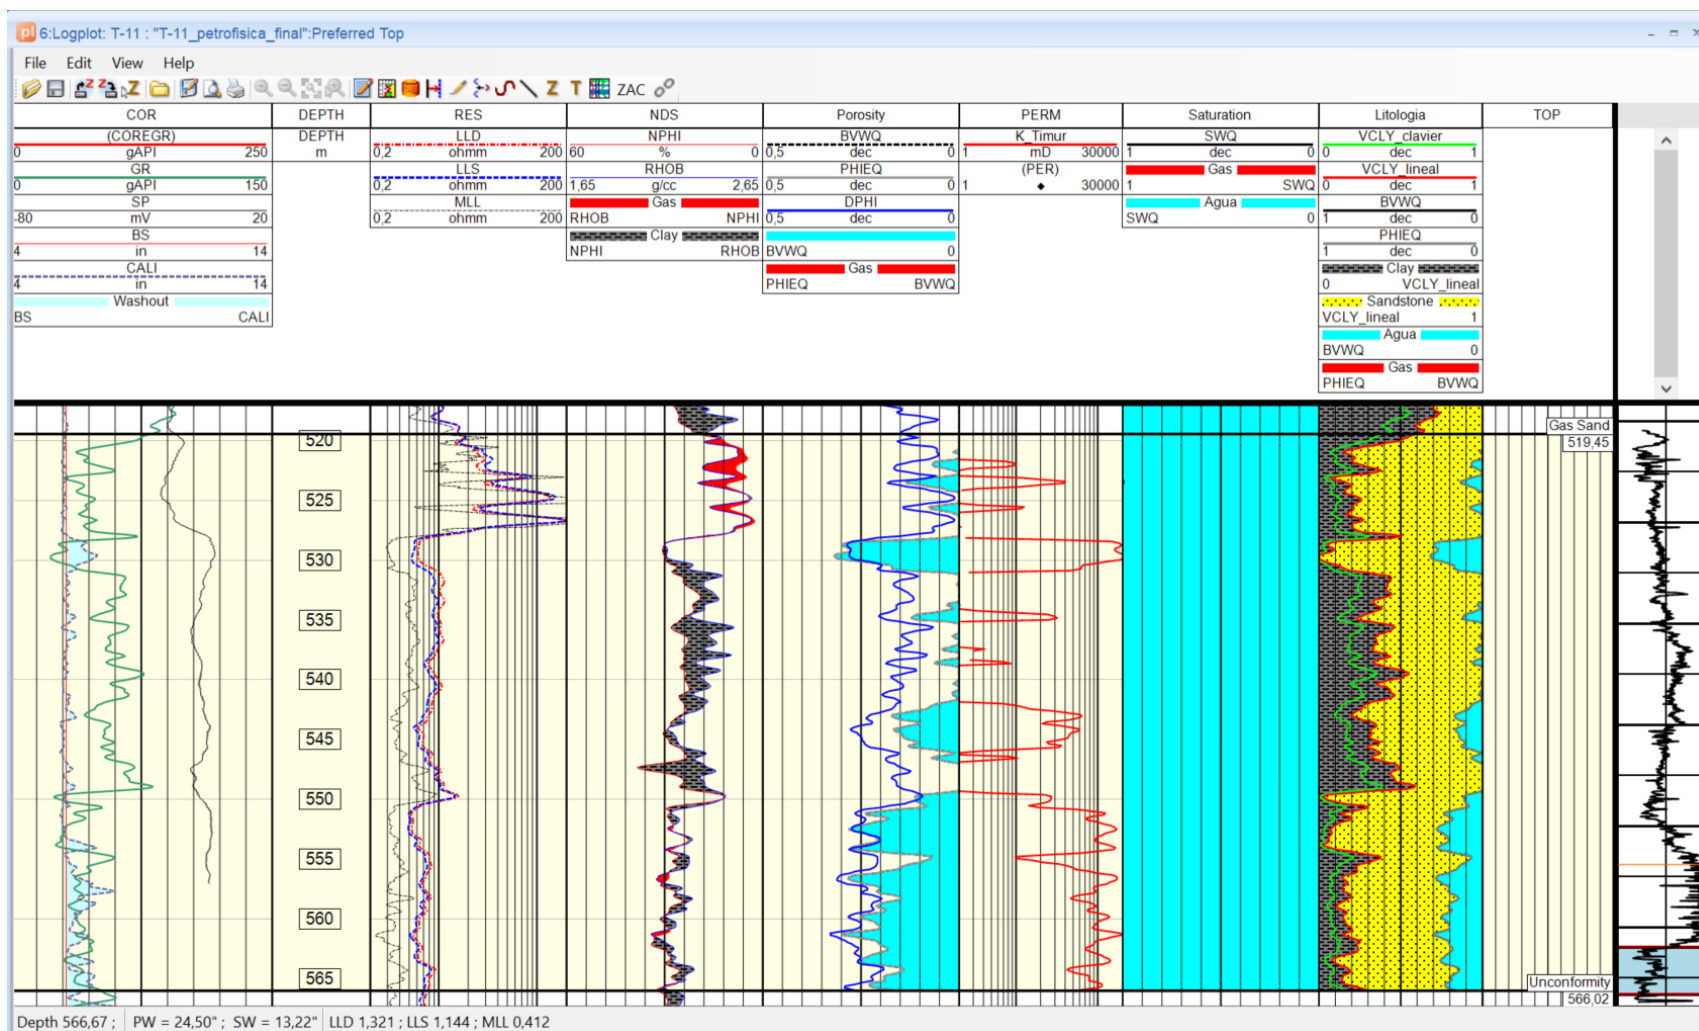 pl 6:Logplot: T-11 : "T-11_petrofisica_final":Preferred Top
File Edit View Help
ZAC
COR DEPTH RES NDS Porosity PERM Saturation Litologia TOP
(COREGR)
0 gAPI 250
GR
0 gAPI 150
SP
-80 mV 20
BS
4 in 14
CALI
4 in 14
Washout
BS CALI
DEPTH
m
LLD
0,2 ohmm 200
LLS
0,2 ohmm 200
MLL
0,2 ohmm 200
NPHI
60 % 0
RHOB
1,65 g/cc 2,65
Gas
RHOB NPHI
Clay
NPHI RHOB
BVWQ
0,5 dec 0
PHIEQ
0,5 dec 0
DPHI
0,5 dec 0
BVWQ 0
Gas
PHIEQ BVWQ
K_Timur
1 mD 30000
(PER)
1 30000
SWQ
1 dec 0
Gas
1 SWQ
Agua
SWQ 0
VCLY_clavier
0 dec 1
VCLY_lineal
0 dec 1
BVWQ
1 dec 0
PHIEQ
1 dec 0
Clay
0 VCLY_lineal
Sandstone
VCLY_lineal 1
Agua
BVWQ 0
Gas
PHIEQ BVWQ
Gas Sand
519,45
520
525
530
535
540
545
550
555
560
565
Unconformity
566,02
Depth 566,67 ; PW = 24,50" ; SW = 13,22" LLD 1,321 ; LLS 1,144 ; MLL 0,412